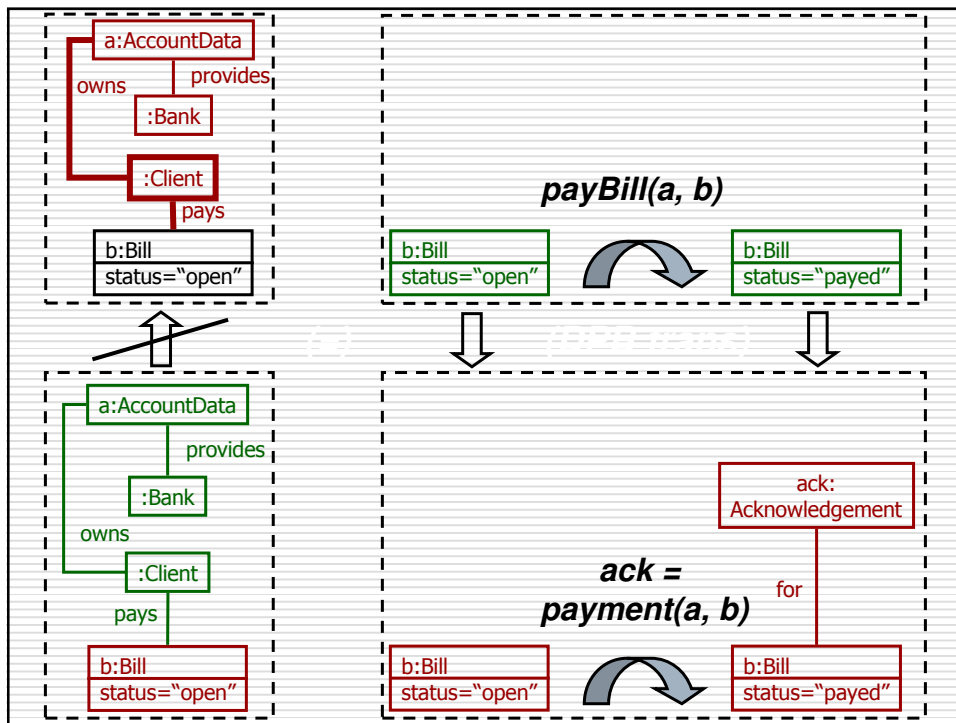 a:AccountData
owns
provides
:Bank
:Client
pays
b:Bill
status=“open”
payBill(a, b)
b:Bill
status=“open”
b:Bill
status=“payed”
a:AccountData
provides
:Bank
owns
:Client
pays
b:Bill
status=“open”
ack:
Acknowledgement
for
ack =
payment(a, b)
b:Bill
status=“open”
b:Bill
status=“payed”